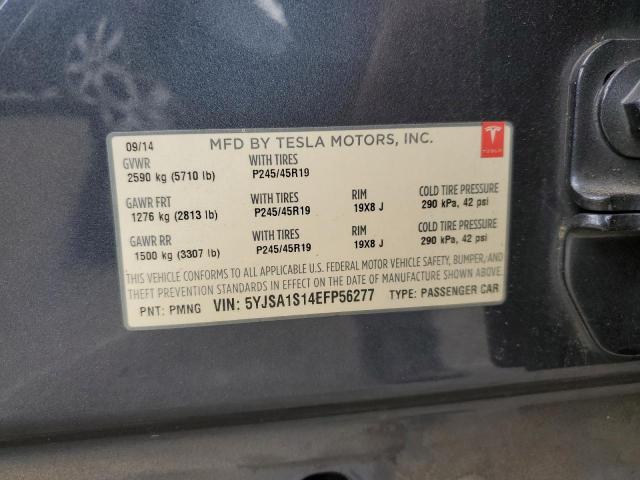 09/14 MFD BY TESLA MOTORS, INC.
TESLA
GVWR WITH TIRES
2590 kg (5710 lb) P245/45R19
GAWR FRT WITH TIRES RIM COLD TIRE PRESSURE
1276 kg (2813 lb) P245/45R19 19X8 J 290 kPa, 42 psi
GAWR RR WITH TIRES RIM COLD TIRE PRESSURE
1500 kg (3307 lb) P245/45R19 19X8 J 290 kPa, 42 psi
THIS VEHICLE CONFORMS TO ALL APPLICABLE U.S. FEDERAL MOTOR VEHICLE SAFETY, BUMPER, AND
THEFT PREVENTION STANDARDS IN EFFECT ON THE DATE OF MANUFACTURE SHOWN ABOVE.
PNT: PMNG VIN: 5YJSA1S14EFP56277 TYPE: PASSENGER CAR